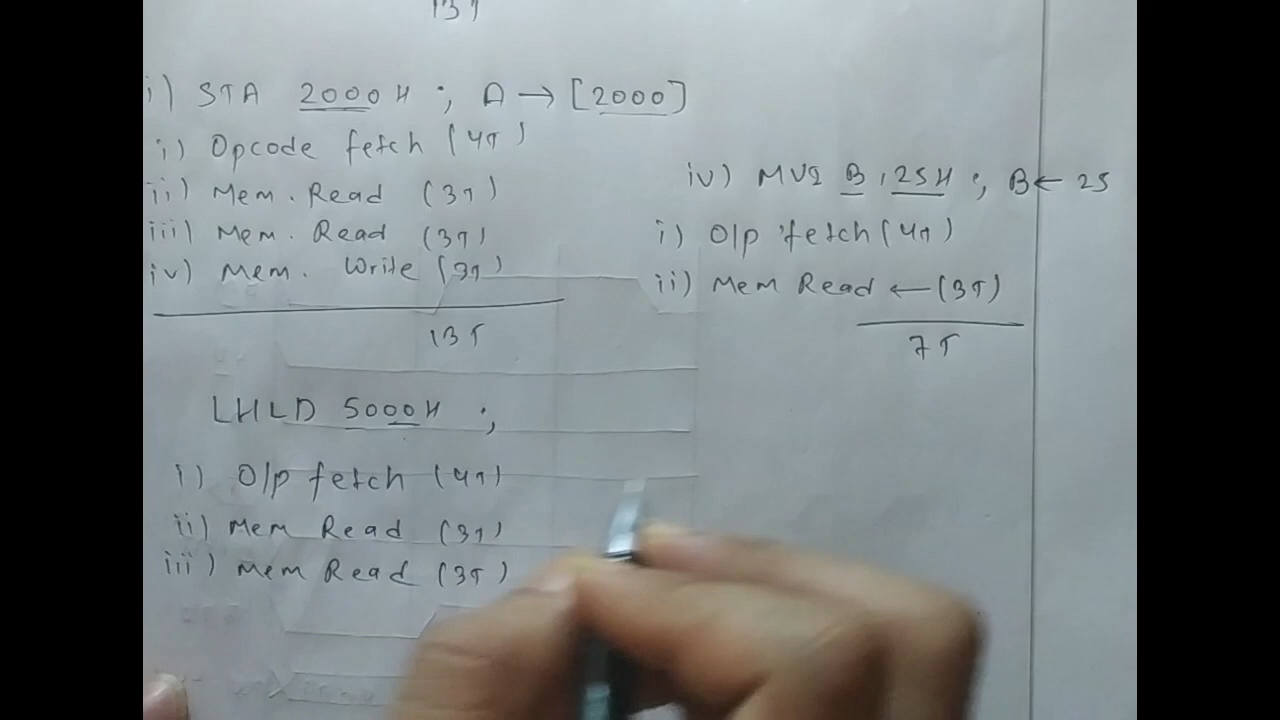 13T
i) STA 2000H ; A → [2000]
i) Opcode fetch (4T)
ii) Mem. Read (3T)
iii) Mem. Read (3T)
iv) Mem. Write (3T)
13T
iv) MVI B, 25H ; B ← 25
i) O/p fetch (4T)
ii) Mem Read ← (3T)
7T
LHLD 5000H ;
i) O/p fetch (4T)
ii) Mem Read (3T)
iii) Mem Read (3T)